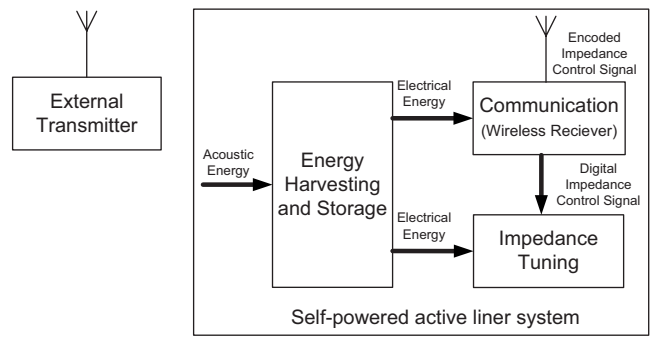 External
Transmitter
Acoustic
Energy
Energy
Harvesting
and Storage
Electrical
Energy
Electrical
Energy
Encoded
Impedance
Control Signal
Communication
(Wireless Reciever)
Digital
Impedance
Control Signal
Impedance
Tuning
Self-powered active liner system